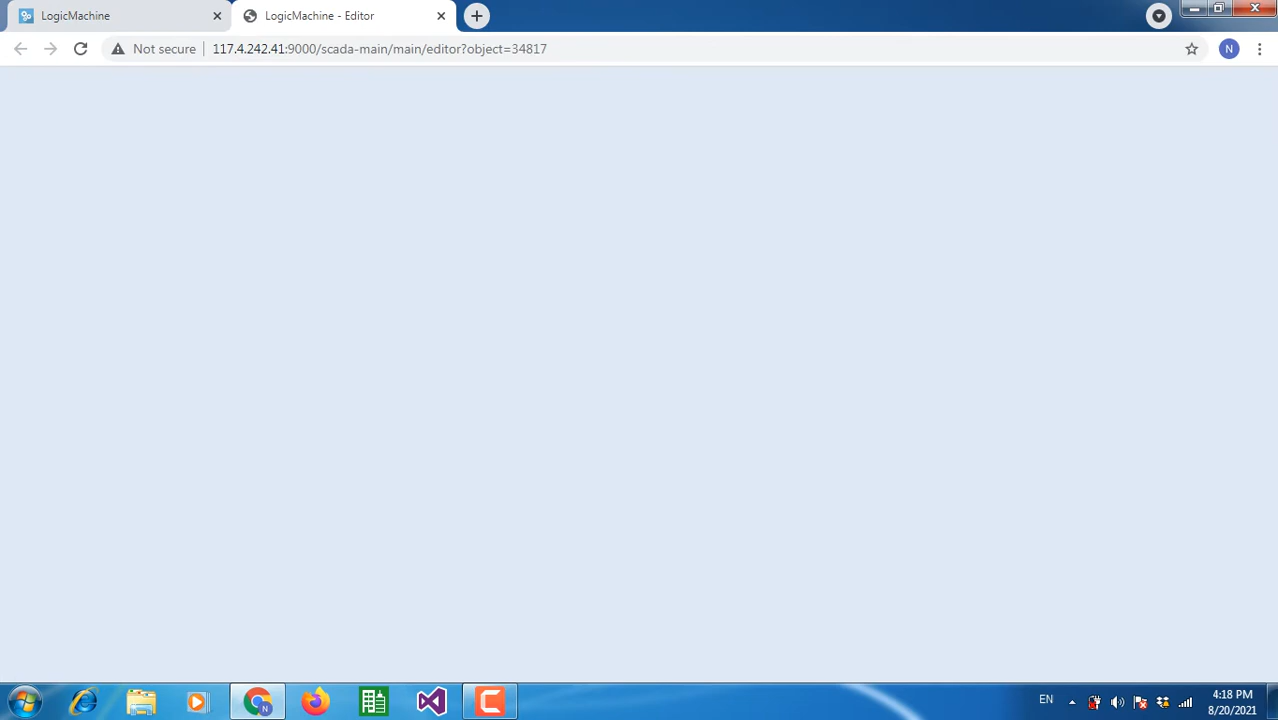 LogicMachine
LogicMachine - Editor
Not secure
117.4.242.41:9000/scada-main/main/editor?object=34817
N
N
EN
4:18 PM
8/20/2021